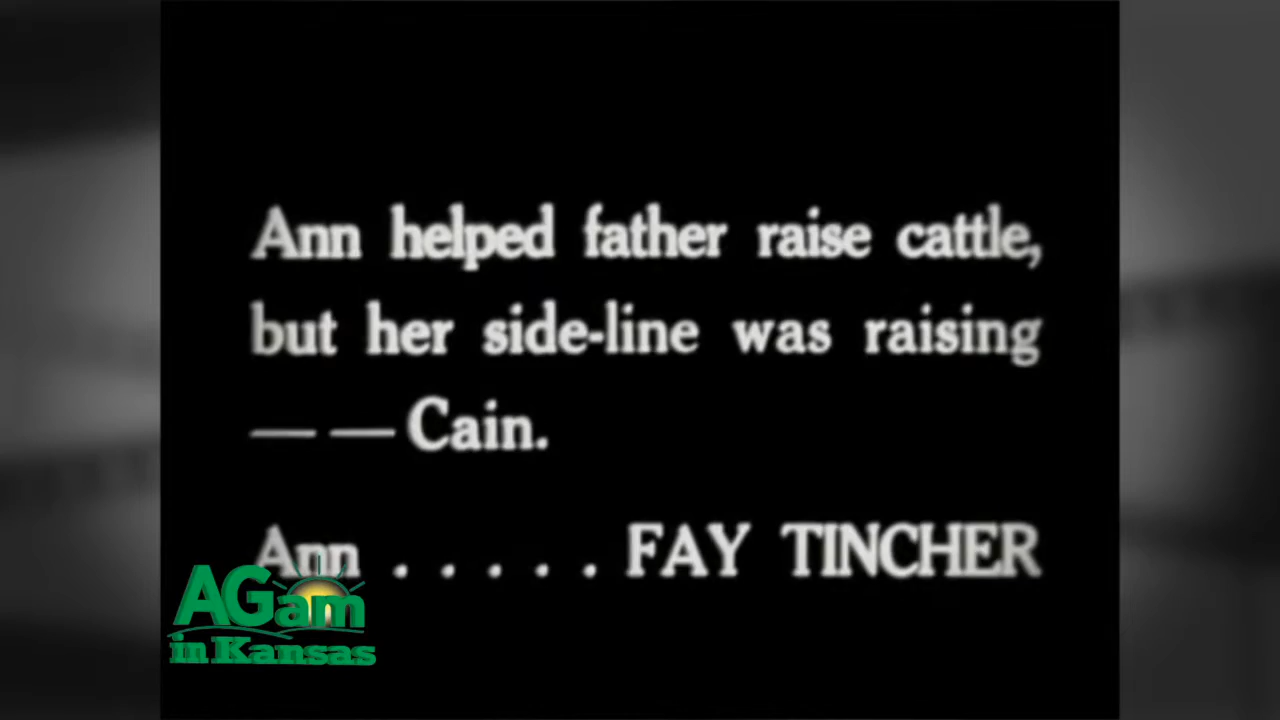 Ann helped father raise cattle,
but her side-line was raising
— — Cain.
Ann . . . . . FAY TINCHER
AGam
in Kansas